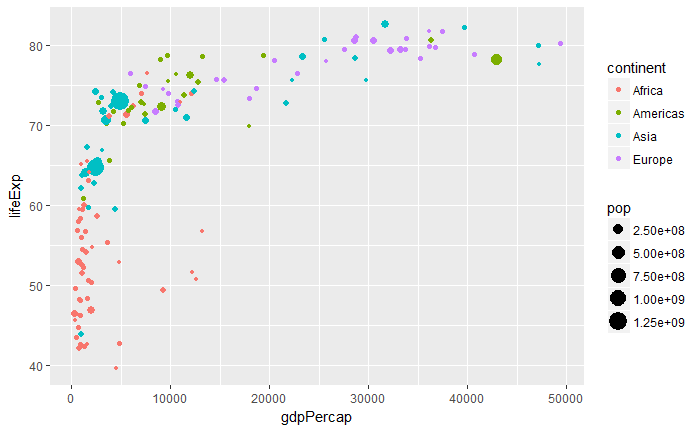 80
70
60
50
40
lifeExp
0
10000
20000
30000
40000
50000
gdpPercap
continent
Africa
Americas
Asia
Europe
pop
2.50e+08
5.00e+08
7.50e+08
1.00e+09
1.25e+09